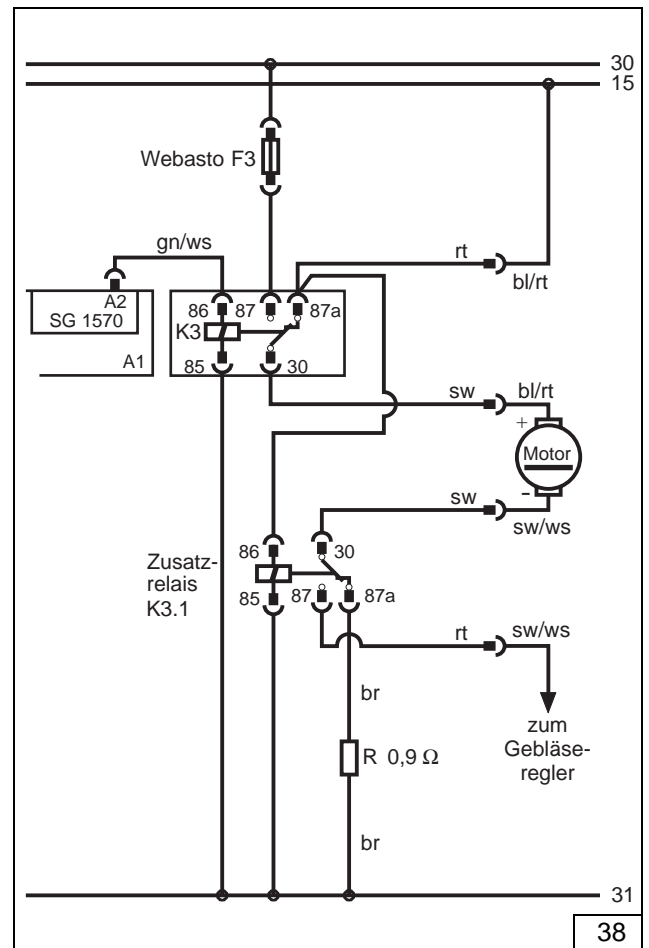 30
15
Webasto F3
gn/ws
rt
bl/rt
A2
SG 1570
A1
86 87 87a
K3
85 30
sw bl/rt
+
Motor
-
sw
sw/ws
Zusatz-
relais
K3.1
86 30
85 87 87a
rt sw/ws
br
zum
Gebläse-
regler
R 0,9 Ω
br
31
38